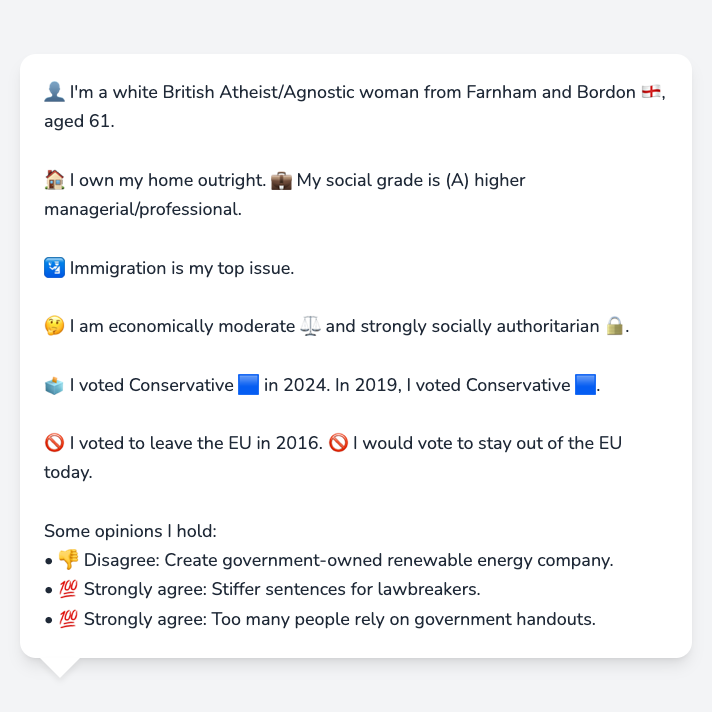 👤 I'm a white British Atheist/Agnostic woman from Farnham and Bordon 🏴󠁧󠁢󠁥󠁮󠁧󠁿,
aged 61.
🏠 I own my home outright. 💼 My social grade is (A) higher
managerial/professional.
🛂 Immigration is my top issue.
🤔 I am economically moderate ⚖️ and strongly socially authoritarian 🔒.
🗳️ I voted Conservative 🟦 in 2024. In 2019, I voted Conservative 🟦.
🚫 I voted to leave the EU in 2016. 🚫 I would vote to stay out of the EU
today.
Some opinions I hold:
• 👎 Disagree: Create government-owned renewable energy company.
• 💯 Strongly agree: Stiffer sentences for lawbreakers.
• 💯 Strongly agree: Too many people rely on government handouts.